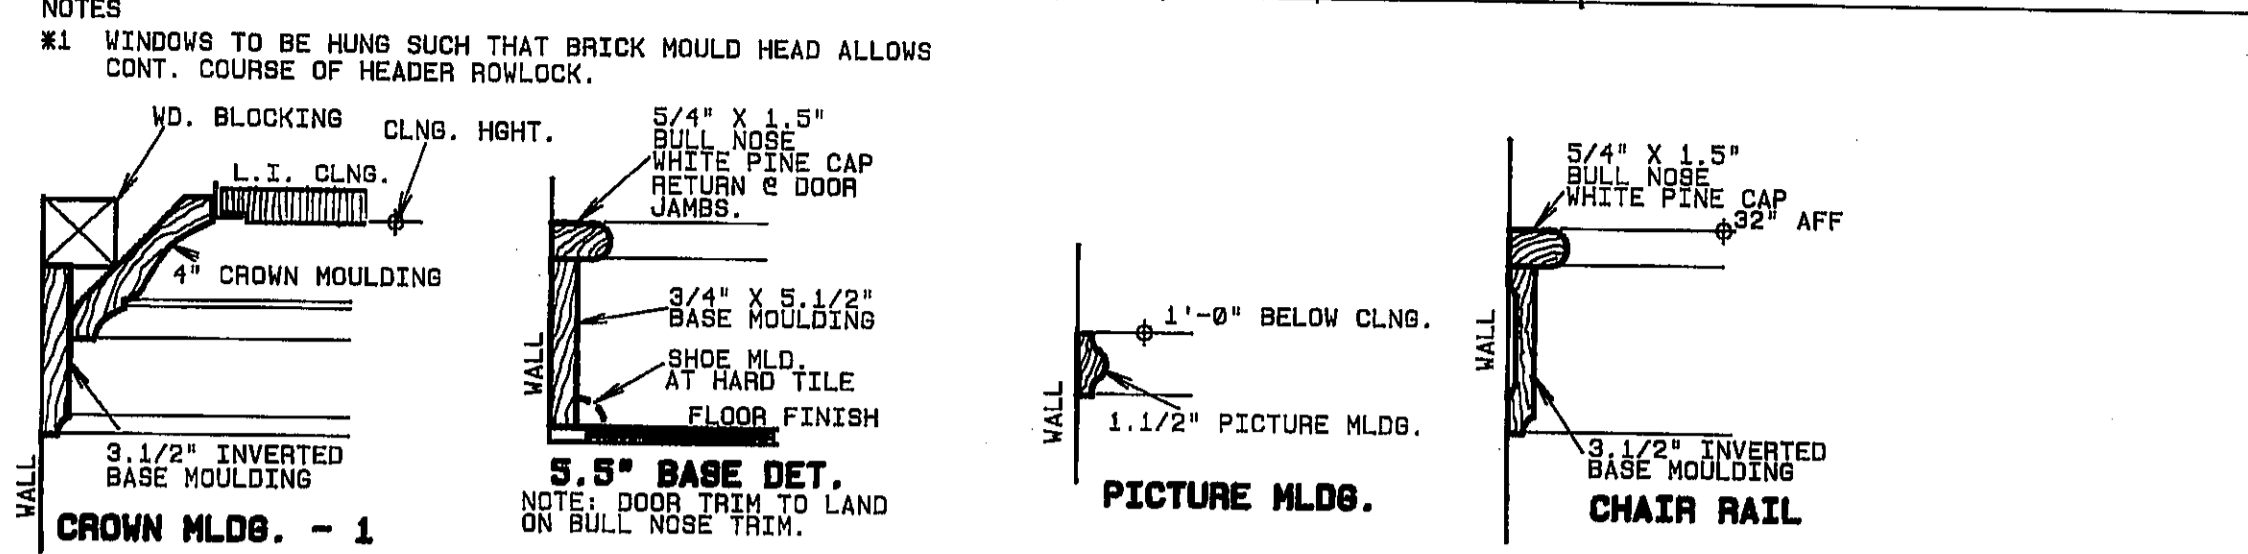 NOTES
*1 WINDOWS TO BE HUNG SUCH THAT BRICK MOULD HEAD ALLOWS
CONT. COURSE OF HEADER ROWLOCK.
WD. BLOCKING
CLNG. HGHT.
L.I. CLNG.
4" CROWN MOULDING
3.1/2" INVERTED
BASE MOULDING
WALL
CROWN MLDG. - 1
5/4" X 1.5"
BULL NOSE
WHITE PINE CAP
RETURN @ DOOR
JAMBS.
3/4" X 5.1/2"
BASE MOULDING
WALL
SHOE MLD.
AT HARD TILE
FLOOR FINISH
5.5" BASE DET.
NOTE: DOOR TRIM TO LAND
ON BULL NOSE TRIM.
1'-0" BELOW CLNG.
WALL
1.1/2" PICTURE MLDG.
PICTURE MLDG.
5/4" X 1.5"
BULL NOSE
WHITE PINE CAP
32" AFF
WALL
3.1/2" INVERTED
BASE MOULDING
CHAIR RAIL